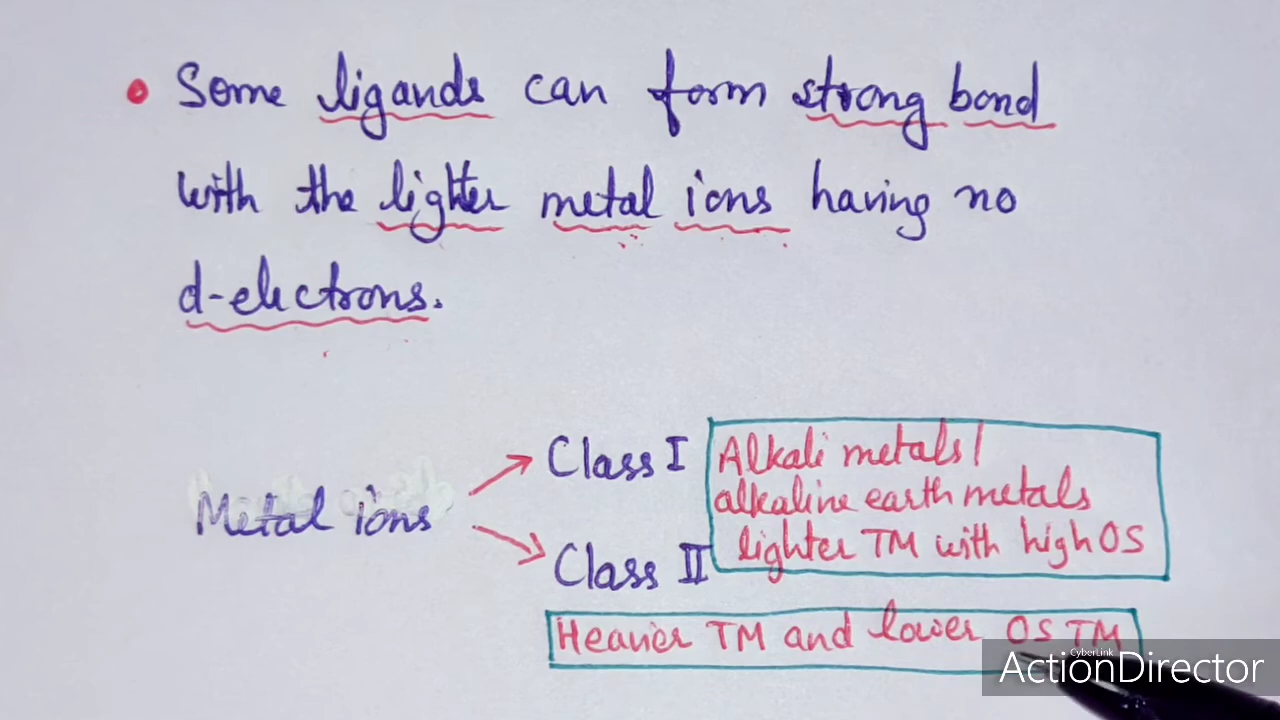 Some ligands can form strong bond
with the lighter metal ions having no
d-electrons.
Metal ions
Class I
Alkali metals/
alkaline earth metals
lighter TM with high OS
Class II
Heavier TM and lower OS TM
CyberLink
ActionDirector